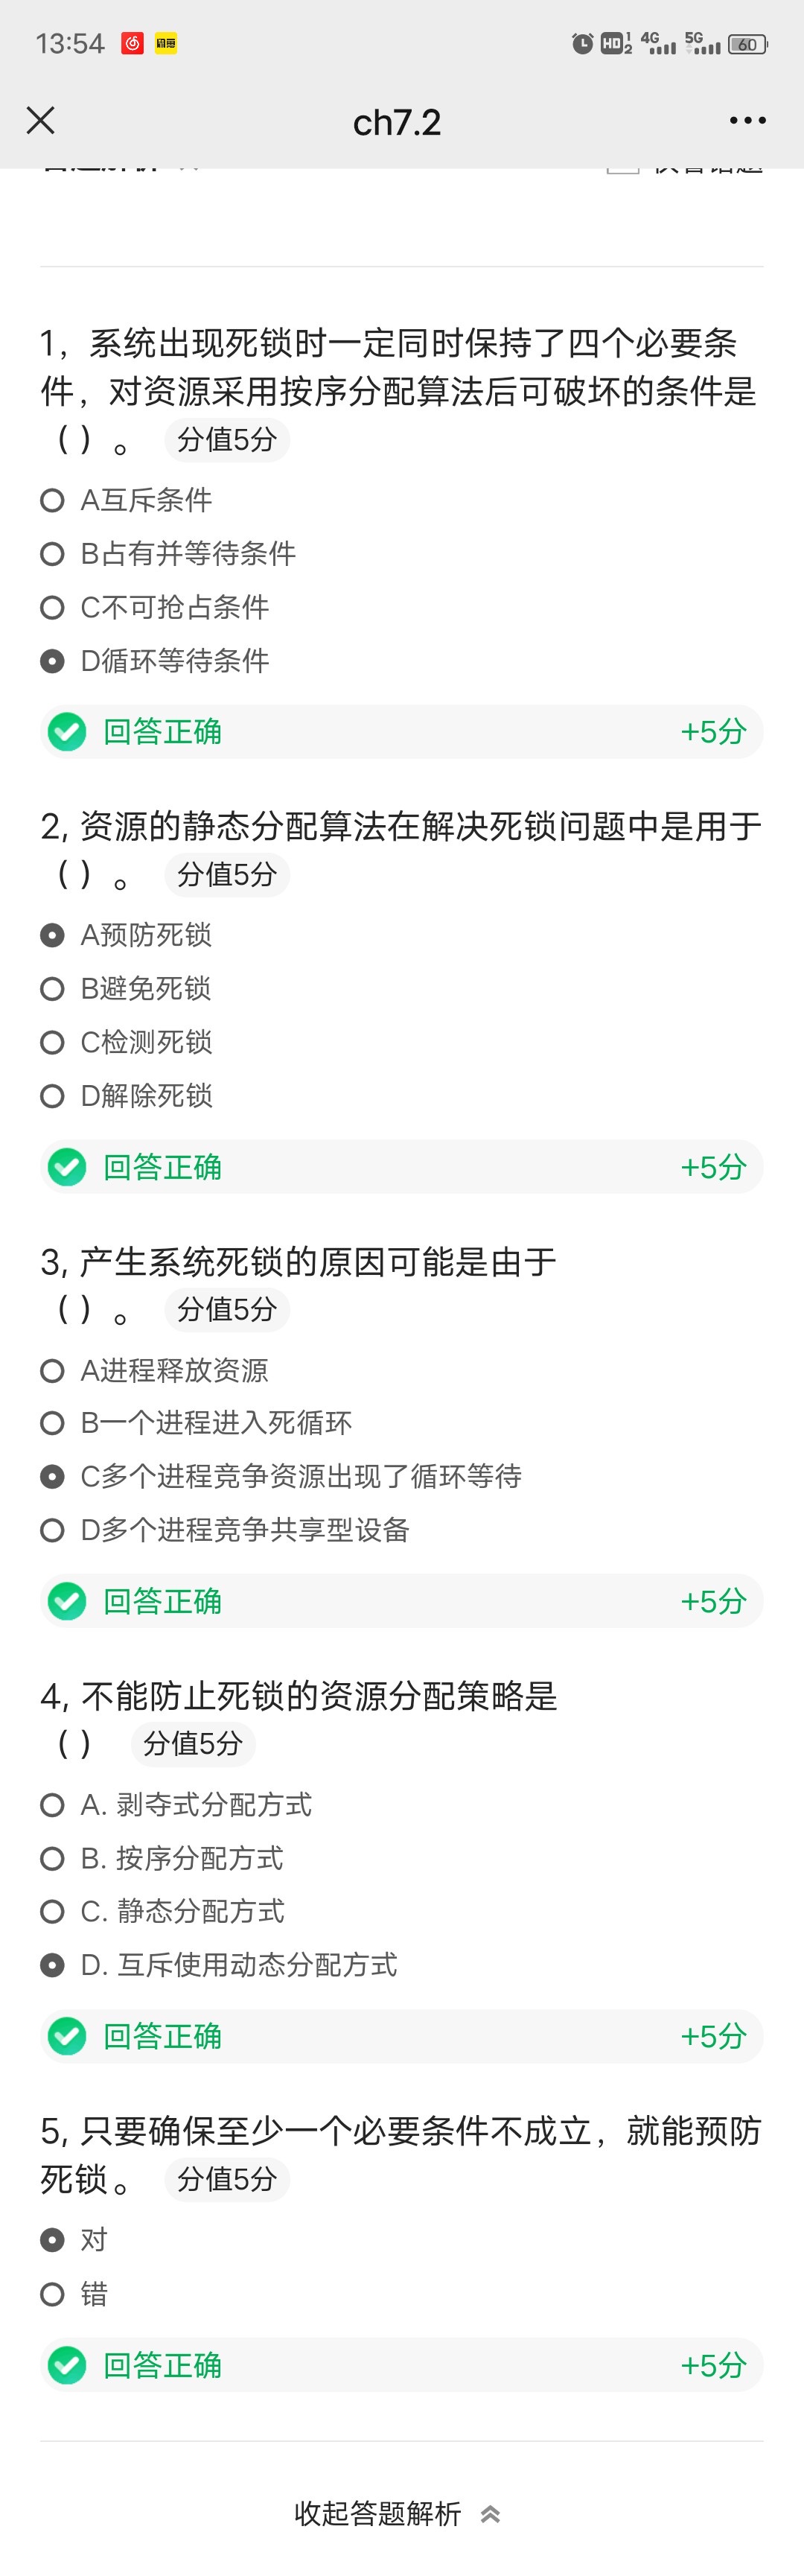 13:54
HD
1
2
4G
5G
60
ch7.2
1，系统出现死锁时一定同时保持了四个必要条
件，对资源采用按序分配算法后可破坏的条件是
（ ）。 分值5分
A互斥条件
B占有并等待条件
C不可抢占条件
D循环等待条件
回答正确 +5分
2, 资源的静态分配算法在解决死锁问题中是用于
（ ）。 分值5分
A预防死锁
B避免死锁
C检测死锁
D解除死锁
回答正确 +5分
3, 产生系统死锁的原因可能是由于
（ ）。 分值5分
A进程释放资源
B一个进程进入死循环
C多个进程竞争资源出现了循环等待
D多个进程竞争共享型设备
回答正确 +5分
4, 不能防止死锁的资源分配策略是
（ ） 分值5分
A. 剥夺式分配方式
B. 按序分配方式
C. 静态分配方式
D. 互斥使用动态分配方式
回答正确 +5分
5, 只要确保至少一个必要条件不成立，就能预防
死锁。 分值5分
对
错
回答正确 +5分
收起答题解析